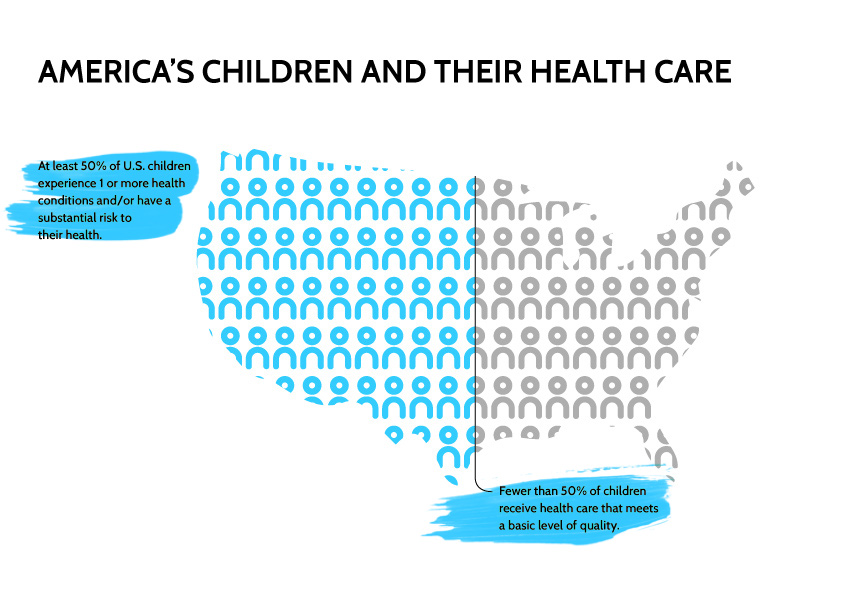 AMERICA'S CHILDREN AND THEIR HEALTH CARE
At least 50% of U.S. children
experience 1 or more health
conditions and/or have a
substantial risk to
their health.
Fewer than 50% of children
receive health care that meets
a basic level of quality.